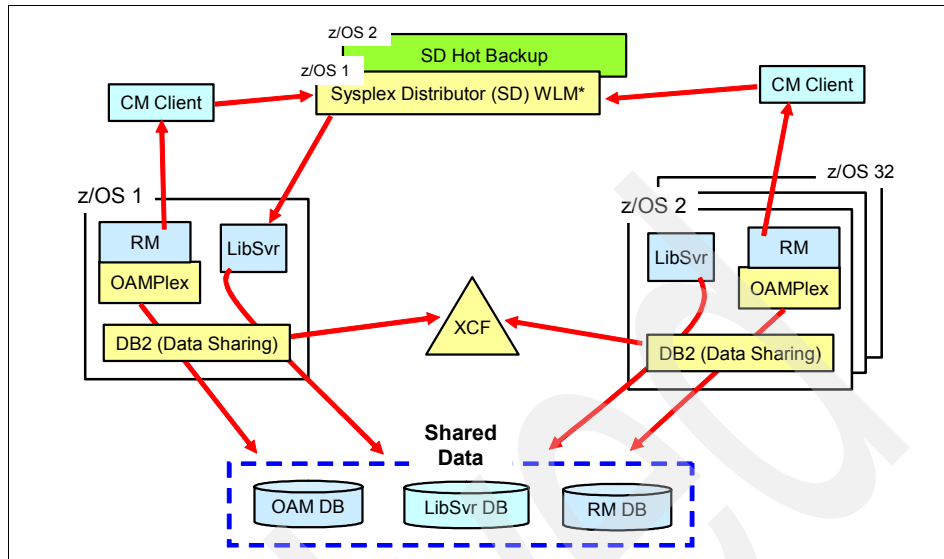 z/OS 2
SD Hot Backup
z/OS 1
Sysplex Distributor (SD) WLM*
CM Client
CM Client
z/OS 1
RM
OAMPlex
LibSvr
DB2 (Data Sharing)
XCF
z/OS 32
z/OS 2
LibSvr
RM
OAMPlex
DB2 (Data Sharing)
Shared
Data
OAM DB
LibSvr DB
RM DB